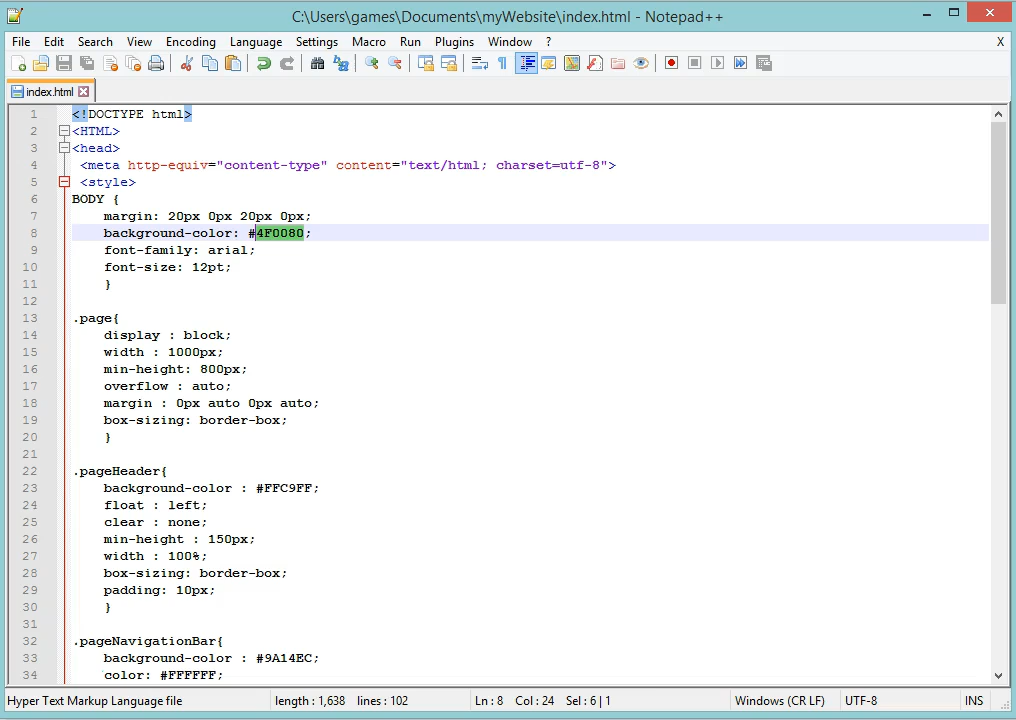 C:\Users\games\Documents\myWebsite\index.html - Notepad++
File Edit Search View Encoding Language Settings Macro Run Plugins Window ? X
index.html
1 <!DOCTYPE html>
2 <HTML>
3 <head>
4 <meta http-equiv="content-type" content="text/html; charset=utf-8">
5 <style>
6 BODY {
7 margin: 20px 0px 20px 0px;
8 background-color: #4F0080;
9 font-family: arial;
10 font-size: 12pt;
11 }
12
13 .page{
14 display : block;
15 width : 1000px;
16 min-height: 800px;
17 overflow : auto;
18 margin : 0px auto 0px auto;
19 box-sizing: border-box;
20 }
21
22 .pageHeader{
23 background-color : #FFC9FF;
24 float : left;
25 clear : none;
26 min-height : 150px;
27 width : 100%;
28 box-sizing: border-box;
29 padding: 10px;
30 }
31
32 .pageNavigationBar{
33 background-color : #9A14EC;
34 color: #FFFFFF;
Hyper Text Markup Language file length : 1,638 lines : 102 Ln : 8 Col : 24 Sel : 6 | 1 Windows (CR LF) UTF-8 INS